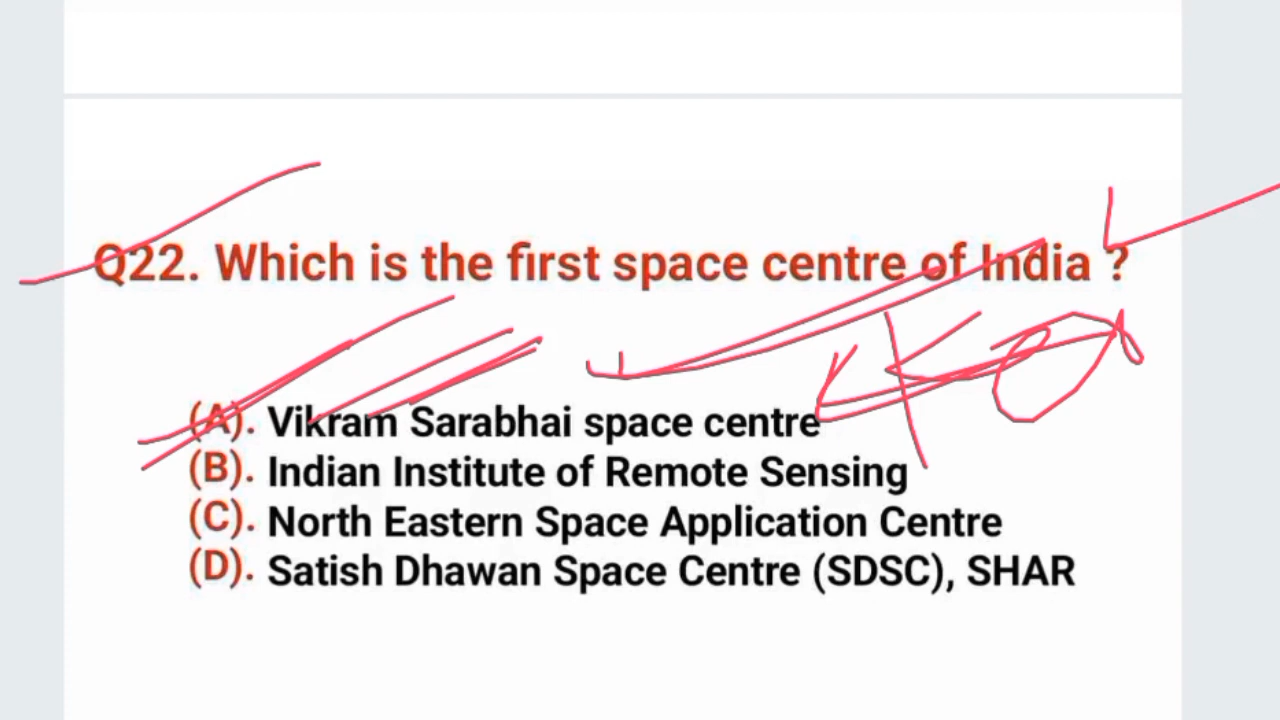 Q22. Which is the first space centre of India ?
(A). Vikram Sarabhai space centre
(B). Indian Institute of Remote Sensing
(C). North Eastern Space Application Centre
(D). Satish Dhawan Space Centre (SDSC), SHAR